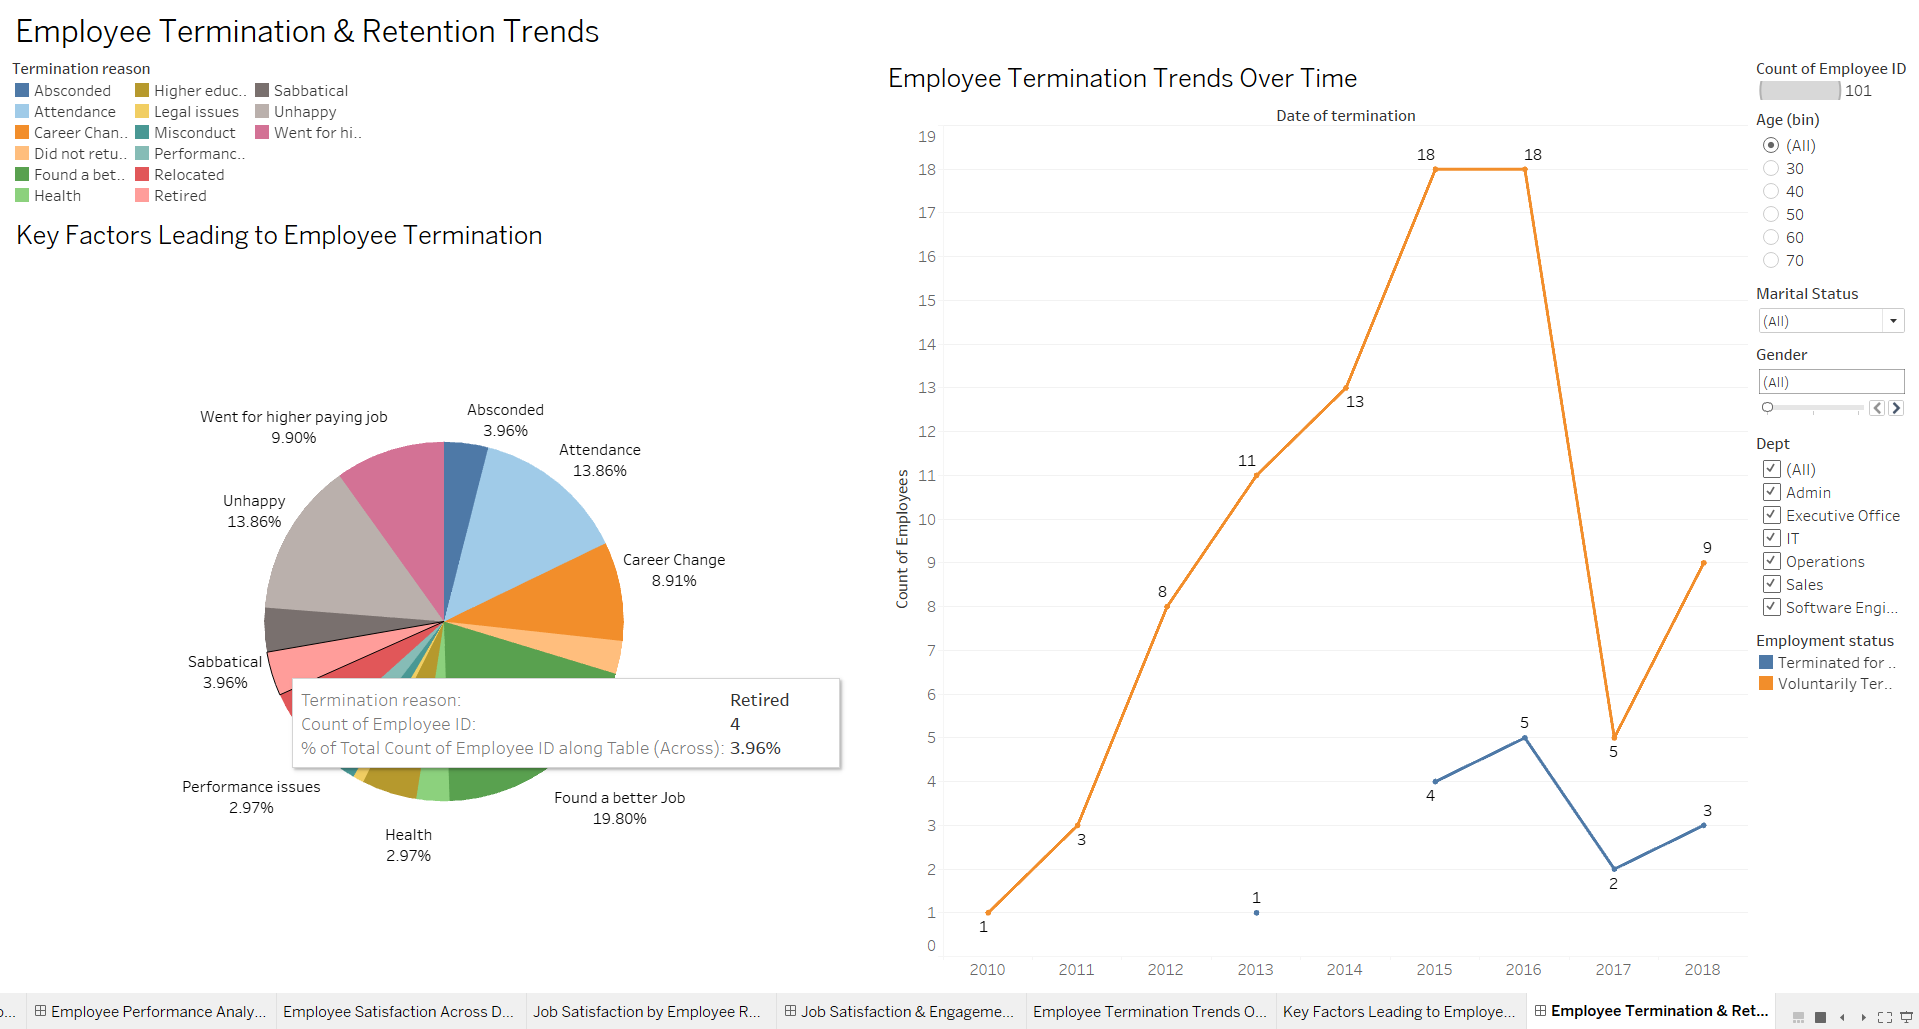 Employee Termination & Retention Trends
Termination reason
Absconded
Attendance
Career Chan..
Did not retu..
Found a bet..
Health
Higher educ..
Legal issues
Misconduct
Performanc..
Relocated
Retired
Sabbatical
Unhappy
Went for hi..
Key Factors Leading to Employee Termination
Went for higher paying job
9.90%
Absconded
3.96%
Attendance
13.86%
Unhappy
13.86%
Career Change
8.91%
Sabbatical
3.96%
Termination reason: Retired
Count of Employee ID: 4
% of Total Count of Employee ID along Table (Across): 3.96%
Performance issues
2.97%
Found a better Job
19.80%
Health
2.97%
Employee Termination Trends Over Time
Date of termination
Count of Employees
19
18
17
16
15
14
13
12
11
10
9
8
7
6
5
4
3
2
1
0
1
3
8
11
13
18
18
5
9
1
4
5
2
3
2010 2011 2012 2013 2014 2015 2016 2017 2018
Count of Employee ID
101
Age (bin)
(All)
30
40
50
60
70
Marital Status
(All)
Gender
(All)
Dept
(All)
Admin
Executive Office
IT
Operations
Sales
Software Engi...
Employment status
Terminated for ..
Voluntarily Ter..
Employee Performance Analy... Employee Satisfaction Across D... Job Satisfaction by Employee R... Job Satisfaction & Engageme... Employee Termination Trends O... Key Factors Leading to Employe... Employee Termination & Ret...